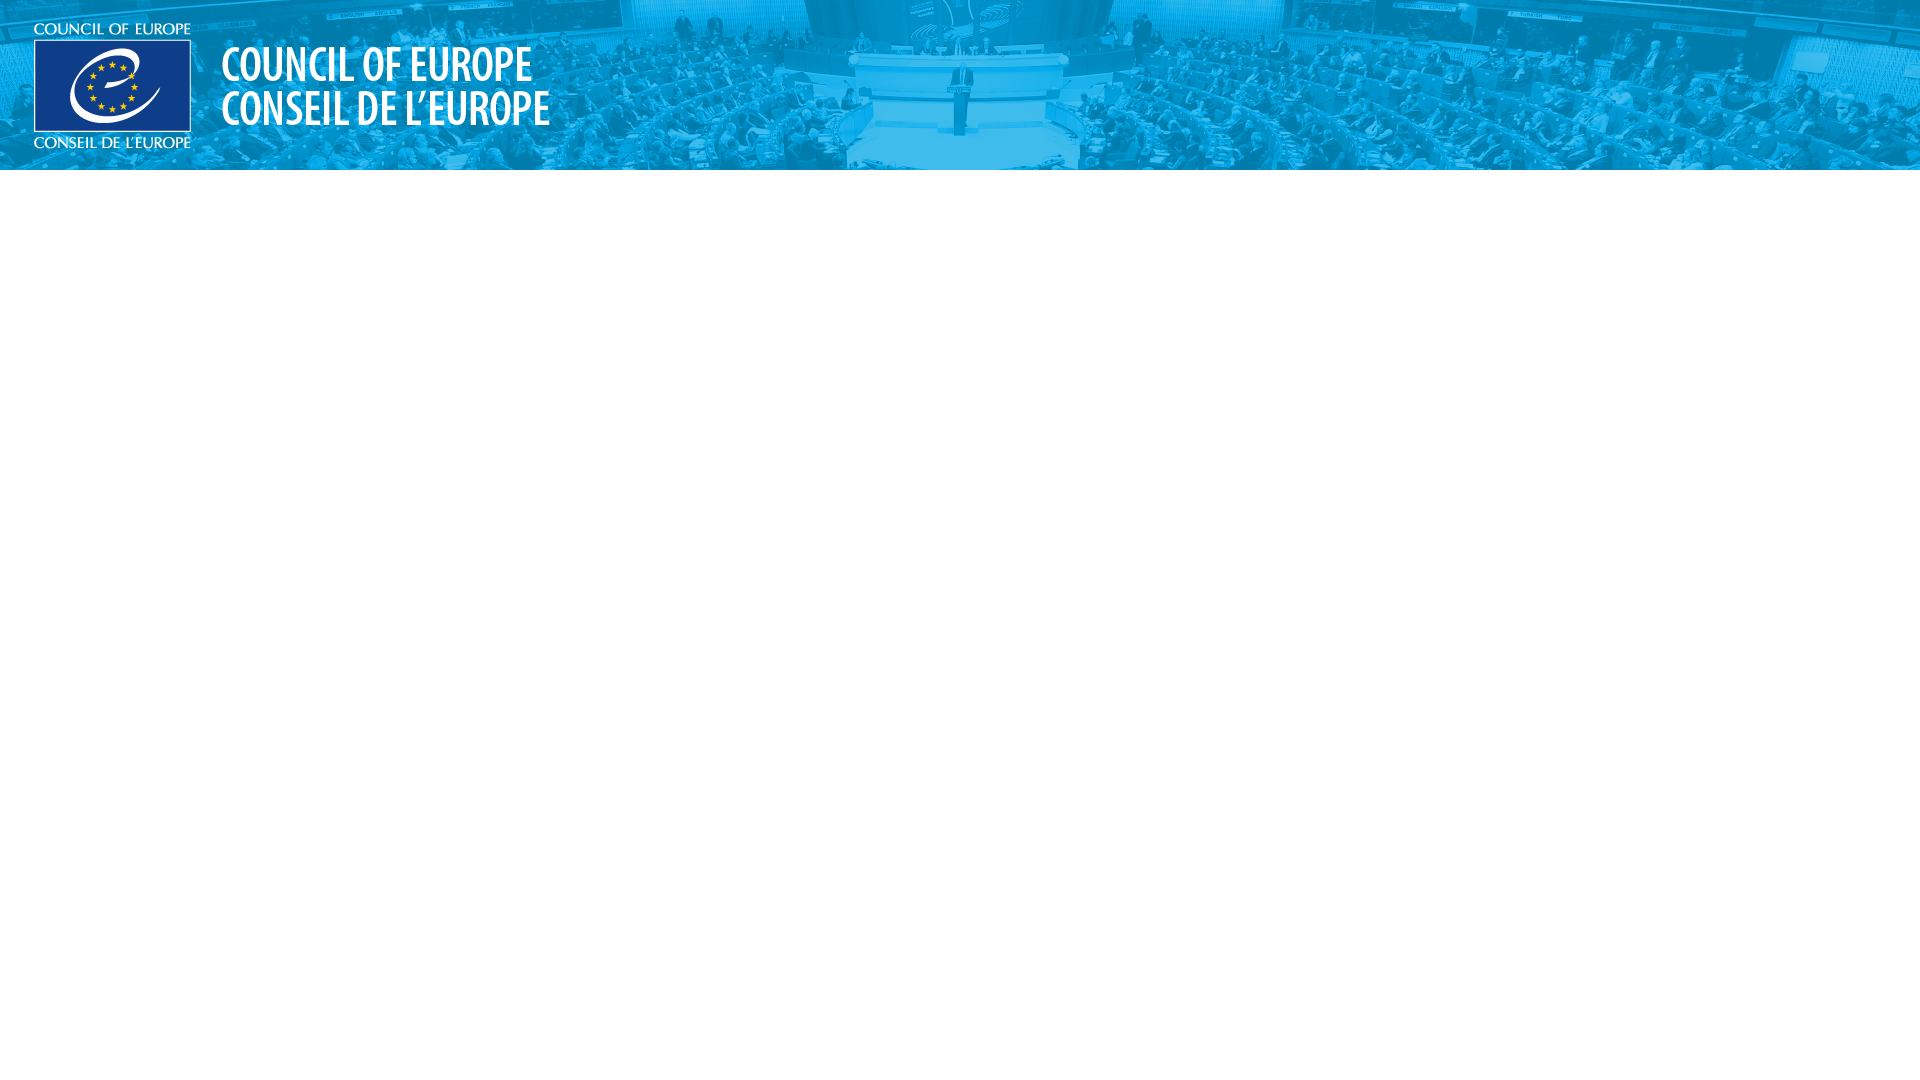 COUNCIL OF EUROPE
CONSEIL DE L'EUROPE
COUNCIL OF EUROPE
CONSEIL DE L’EUROPE